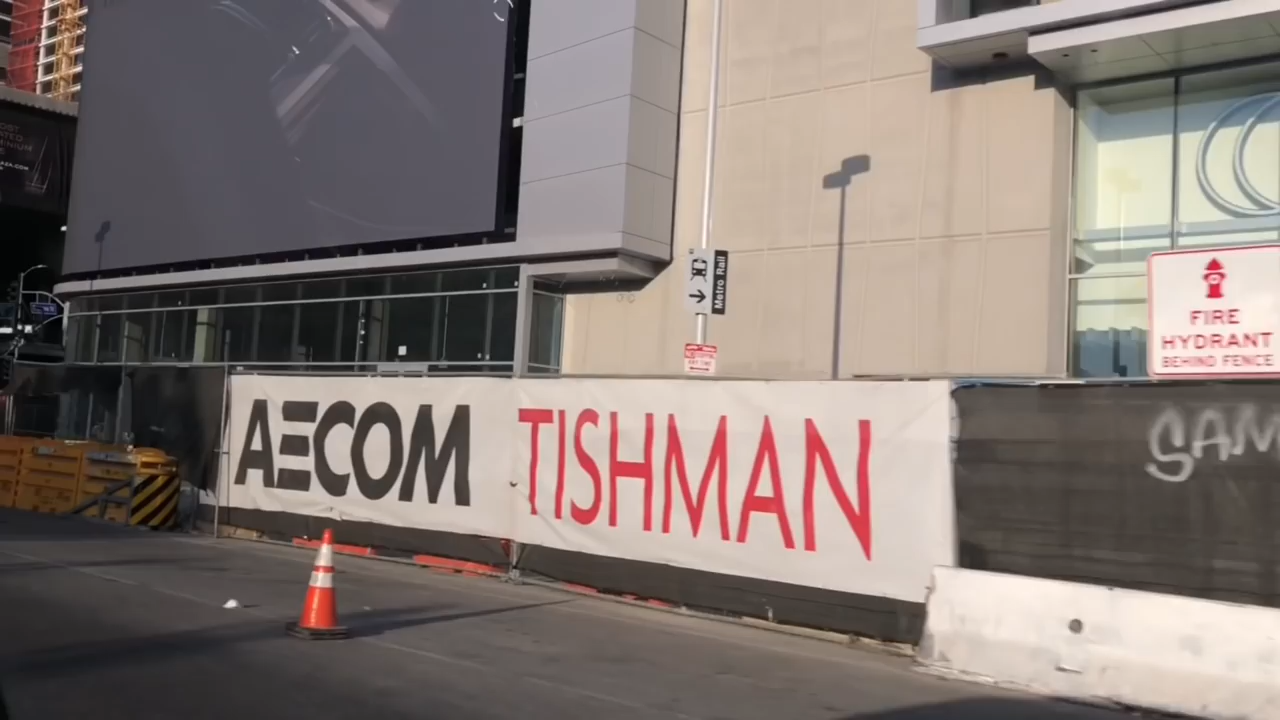 AECOM TISHMAN
Metro Rail
FIRE
HYDRANT
BEHIND FENCE
SAM